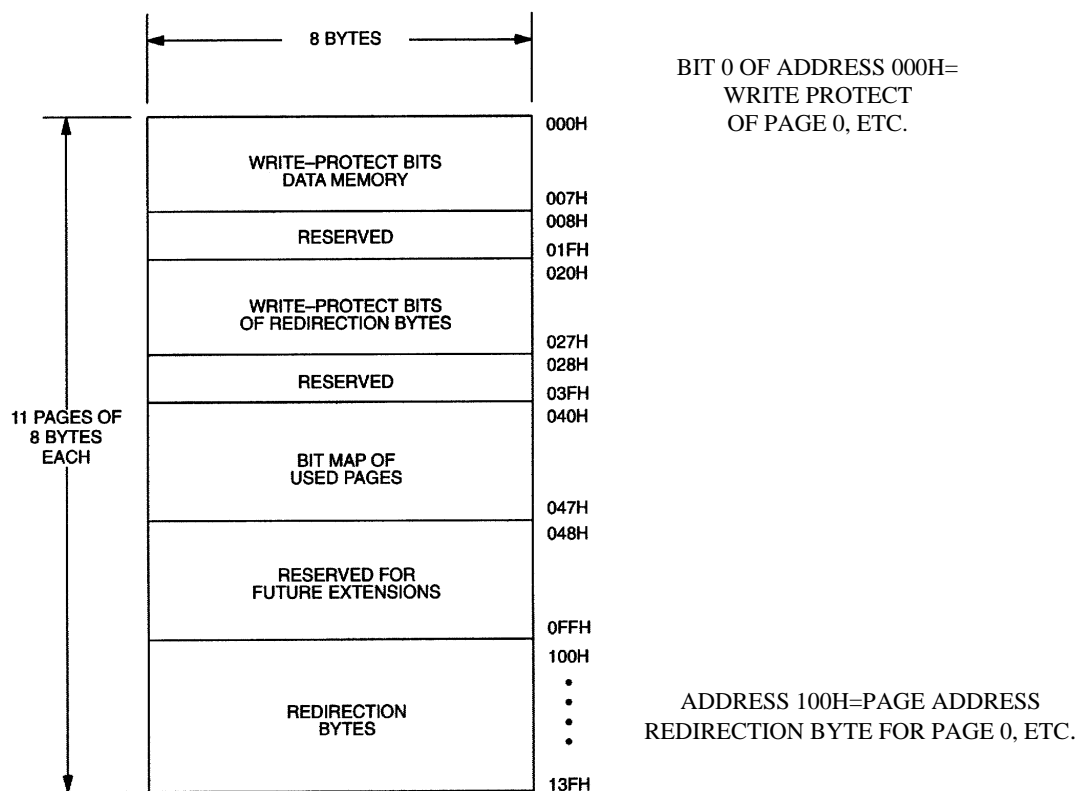 8 BYTES
BIT 0 OF ADDRESS 000H=
WRITE PROTECT
OF PAGE 0, ETC.
000H
WRITE–PROTECT BITS
DATA MEMORY
007H
008H
RESERVED
01FH
020H
WRITE–PROTECT BITS
OF REDIRECTION BYTES
027H
028H
RESERVED
03FH
11 PAGES OF
8 BYTES
EACH
040H
BIT MAP OF
USED PAGES
047H
048H
RESERVED FOR
FUTURE EXTENSIONS
0FFH
100H
REDIRECTION
BYTES
ADDRESS 100H=PAGE ADDRESS
REDIRECTION BYTE FOR PAGE 0, ETC.
13FH